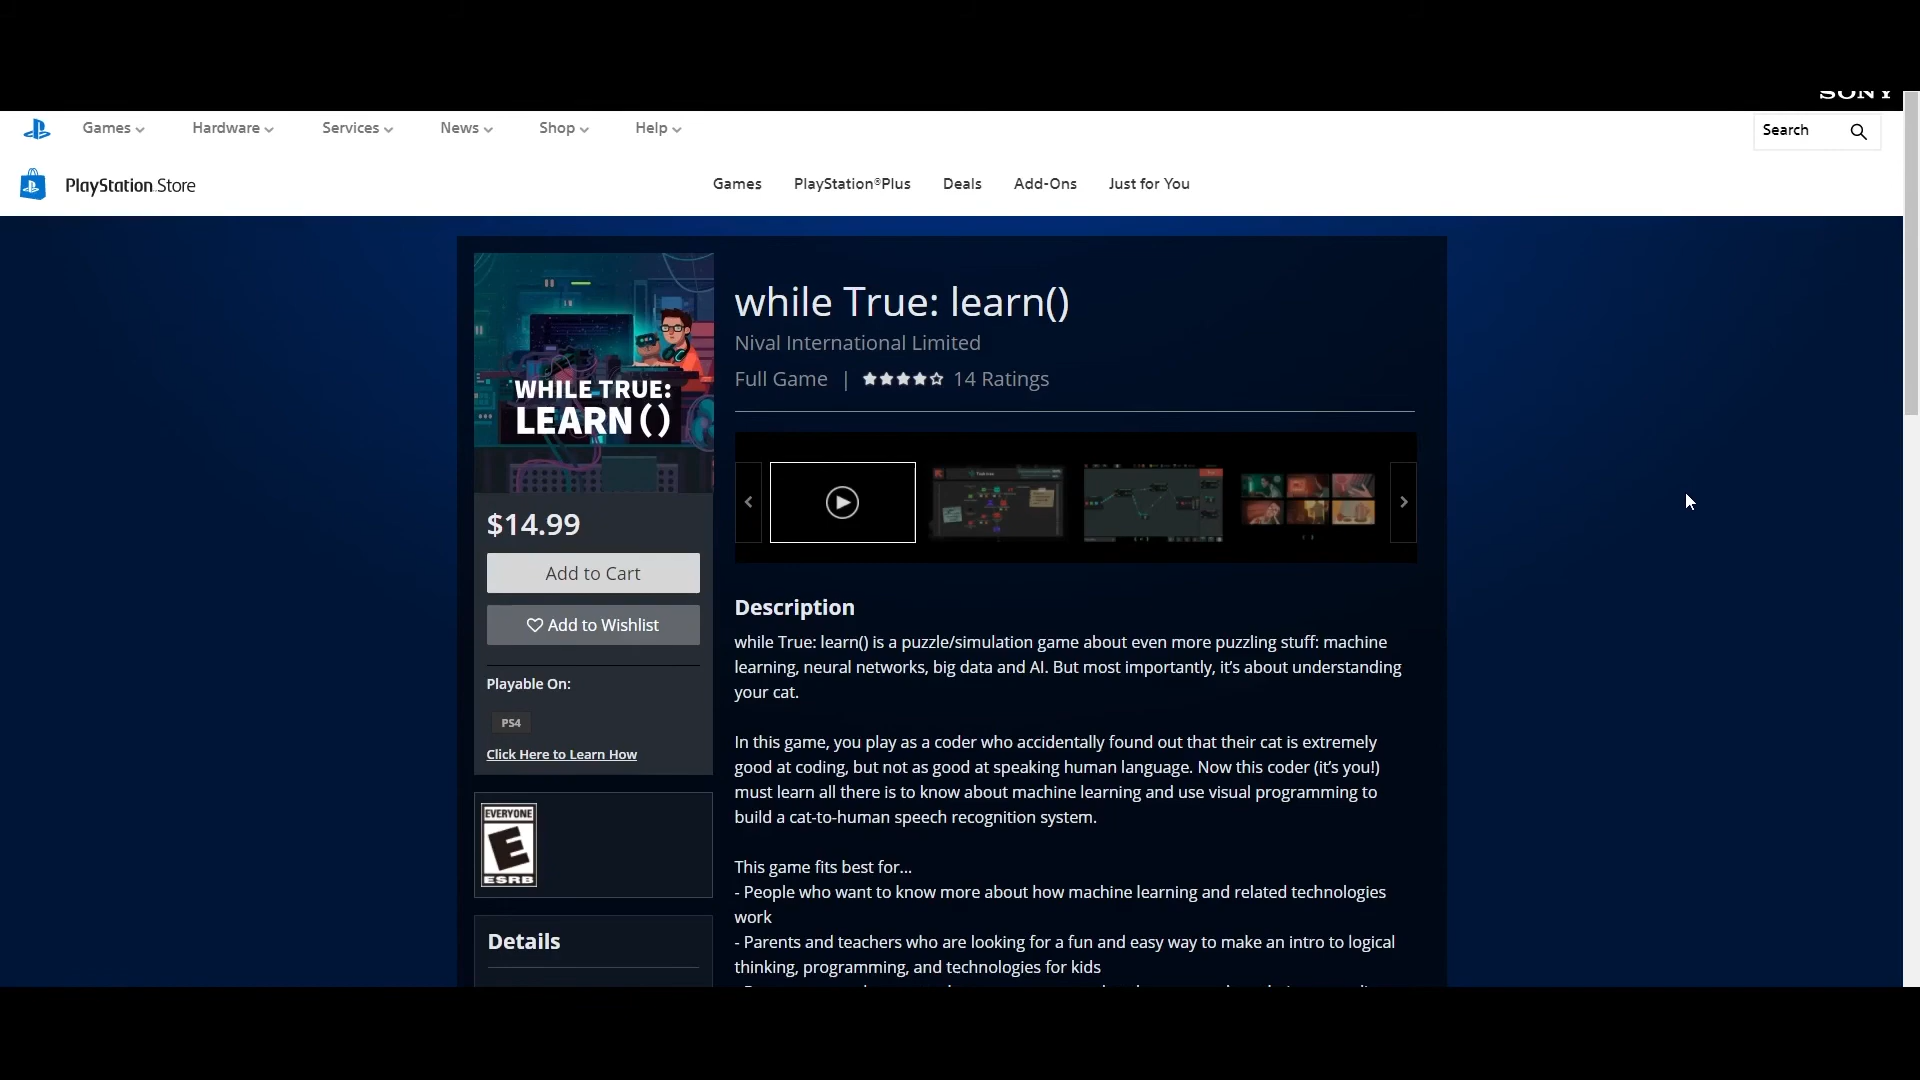 SONY
Games
Hardware
Services
News
Shop
Help
Search
PlayStation Store
Games
PlayStation®Plus
Deals
Add-Ons
Just for You
WHILE TRUE:
LEARN()
$14.99
Add to Cart
Add to Wishlist
Playable On:
PS4
Click Here to Learn How
EVERYONE
E
ESRB
Details
while True: learn()
Nival International Limited
Full Game | 14 Ratings
Description
while True: learn() is a puzzle/simulation game about even more puzzling stuff: machine
learning, neural networks, big data and AI. But most importantly, it’s about understanding
your cat.
In this game, you play as a coder who accidentally found out that their cat is extremely
good at coding, but not as good at speaking human language. Now this coder (it’s you!)
must learn all there is to know about machine learning and use visual programming to
build a cat-to-human speech recognition system.
This game fits best for...
- People who want to know more about how machine learning and related technologies
work
- Parents and teachers who are looking for a fun and easy way to make an intro to logical
thinking, programming, and technologies for kids